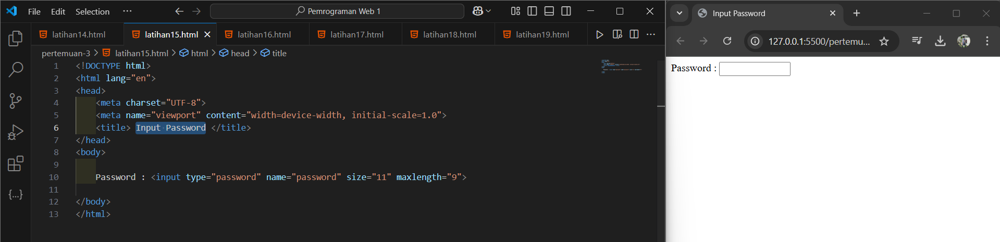 File Edit Selection ··· Pemrograman Web 1
latihan14.html latihan15.html latihan16.html latihan17.html latihan18.html latihan19.html
pertemuan-3 > latihan15.html > html > head > title
1 <!DOCTYPE html>
2 <html lang="en">
3 <head>
4 <meta charset="UTF-8">
5 <meta name="viewport" content="width=device-width, initial-scale=1.0">
6 <title> Input Password </title>
7 </head>
8 <body>
9
10 Password : <input type="password" name="password" size="11" maxlength="9">
11
12 </body>
13 </html>
Input Password
127.0.0.1:5500/pertemu...
Password :